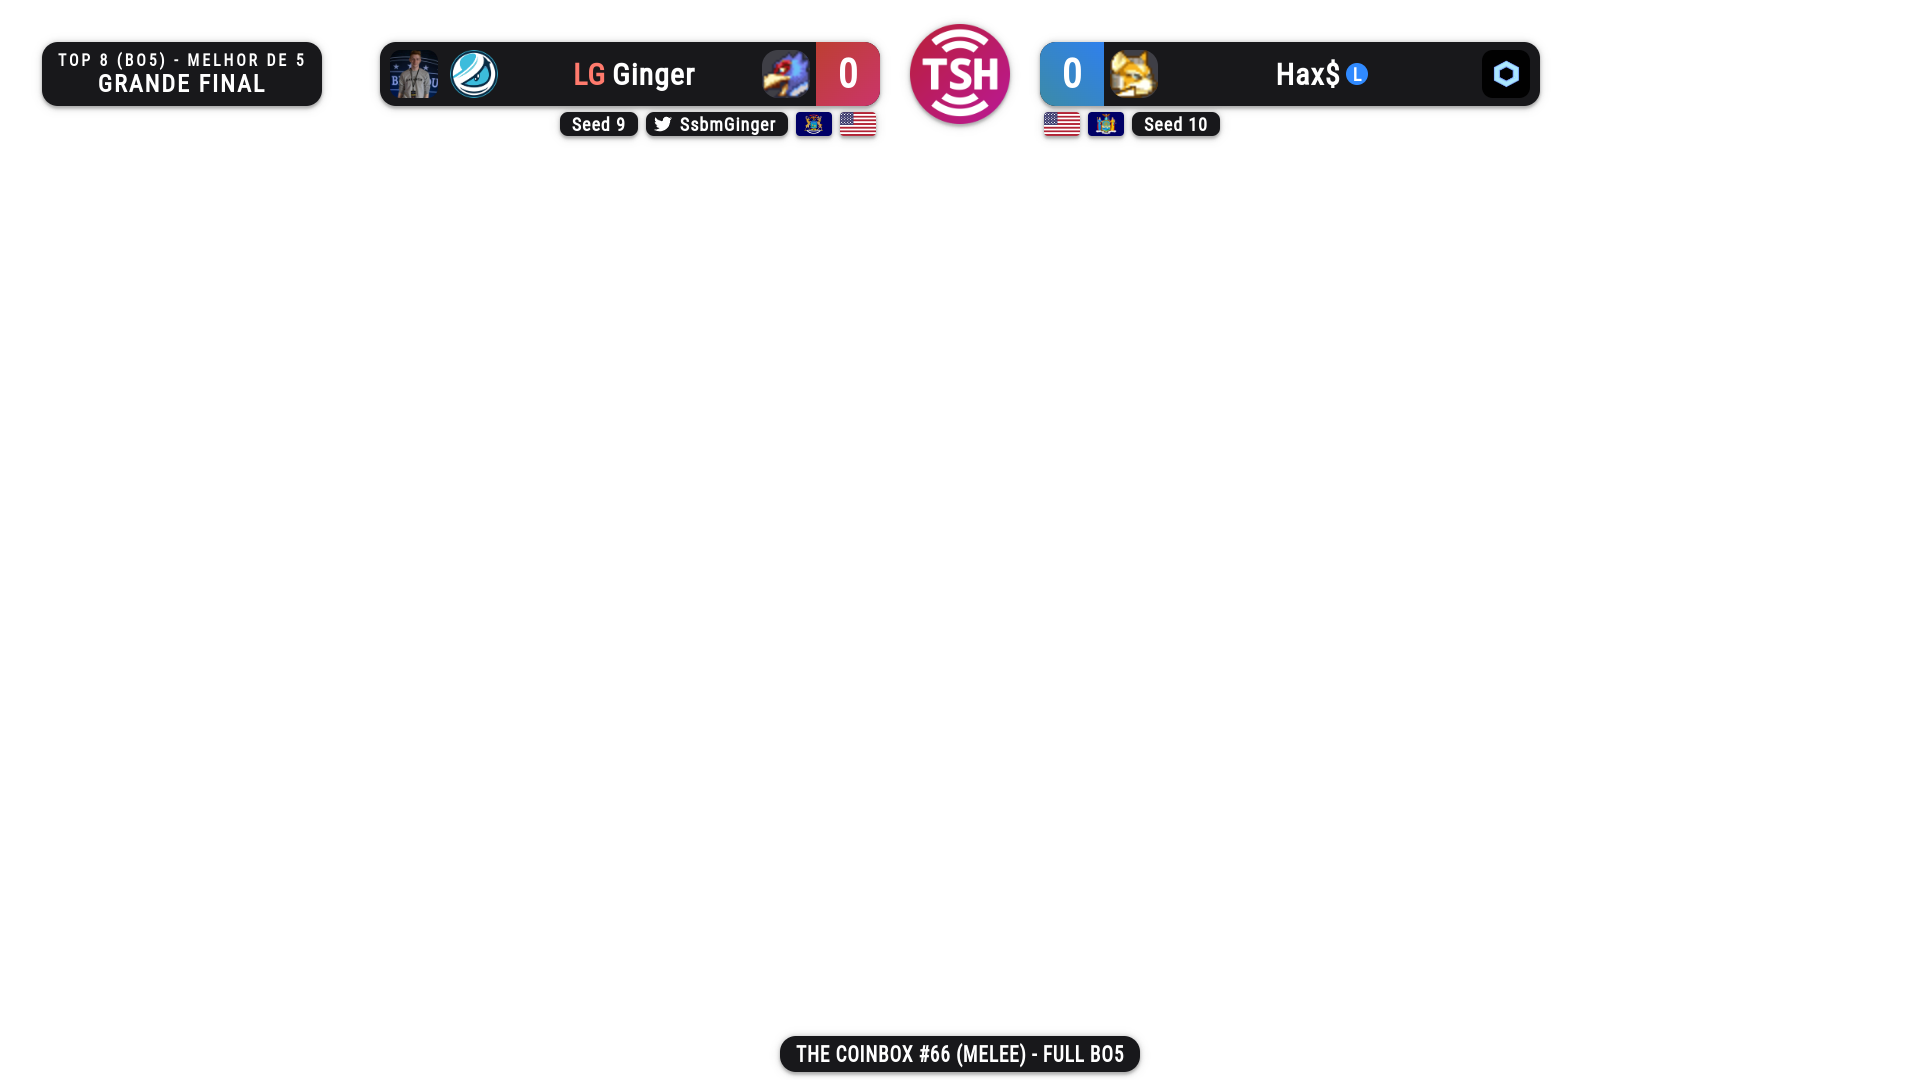 TOP 8 (BO5) - MELHOR DE 5
GRANDE FINAL
LG Ginger
0
TSH
0
Hax$ L
Seed 9
SsbmGinger
Seed 10
THE COINBOX #66 (MELEE) - FULL BO5